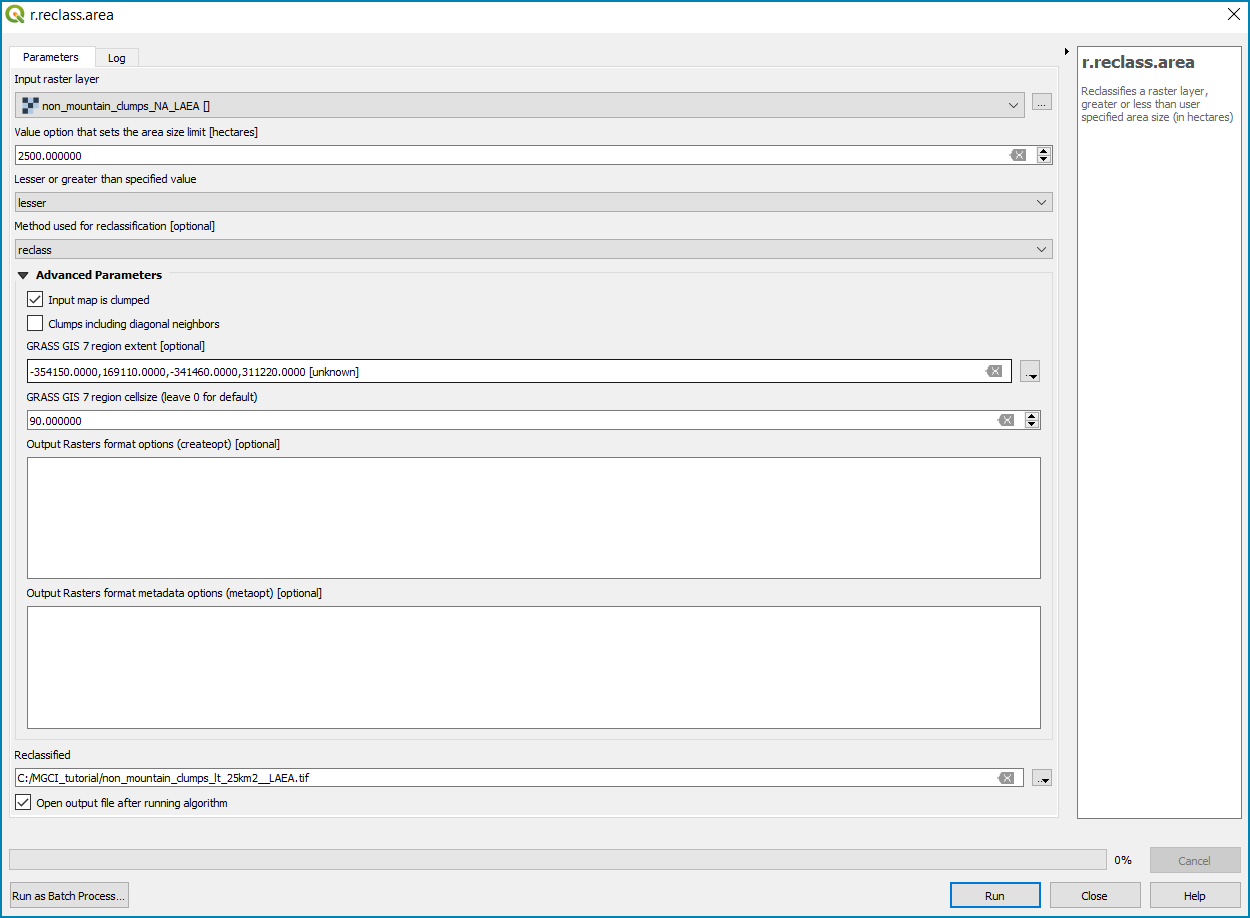 r.reclass.area
Parameters
Log
Input raster layer
non_mountain_clumps_NA_LAEA []
...
Value option that sets the area size limit [hectares]
2500.000000
Lesser or greater than specified value
lesser
Method used for reclassification [optional]
reclass
Advanced Parameters
Input map is clumped
Clumps including diagonal neighbors
GRASS GIS 7 region extent [optional]
-354150.0000,169110.0000,-341460.0000,311220.0000 [unknown]
...
GRASS GIS 7 region cellsize (leave 0 for default)
90.000000
Output Rasters format options (createopt) [optional]
Output Rasters format metadata options (metaopt) [optional]
Reclassified
C:/MGCI_tutorial/non_mountain_clumps_lt_25km2__LAEA.tif
...
Open output file after running algorithm
r.reclass.area
Reclassifies a raster layer,
greater or less than user
specified area size (in hectares)
0%
Cancel
Run as Batch Process...
Run
Close
Help